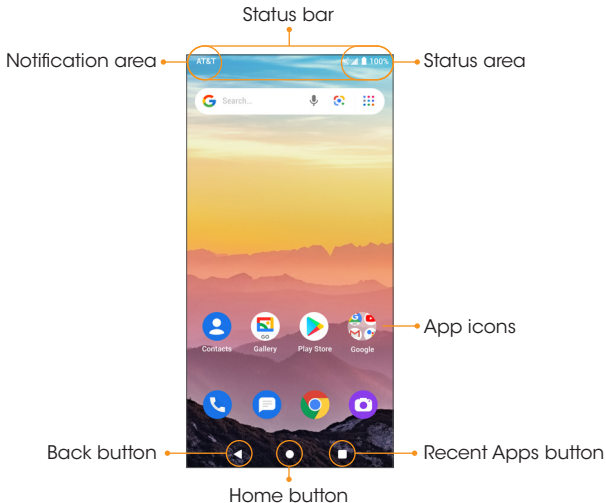 Status bar
Notification area
Status area
AT&T
100%
Search...
GO
Contacts
Gallery
Play Store
Google
App icons
Back button
Recent Apps button
Home button